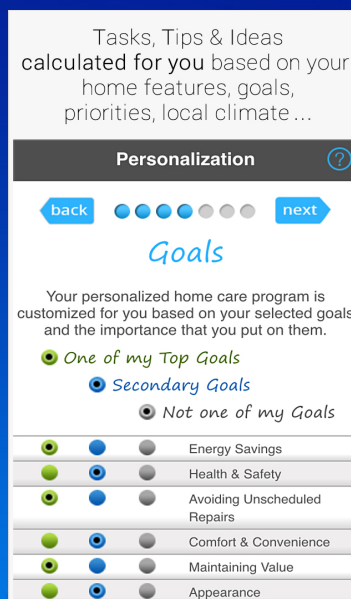 Tasks, Tips & Ideas
calculated for you based on your
home features, goals,
priorities, local climate ...
Personalization ?
back next
Goals
Your personalized home care program is
customized for you based on your selected goals
and the importance that you put on them.
One of my Top Goals
Secondary Goals
Not one of my Goals
Energy Savings
Health & Safety
Avoiding Unscheduled
Repairs
Comfort & Convenience
Maintaining Value
Appearance